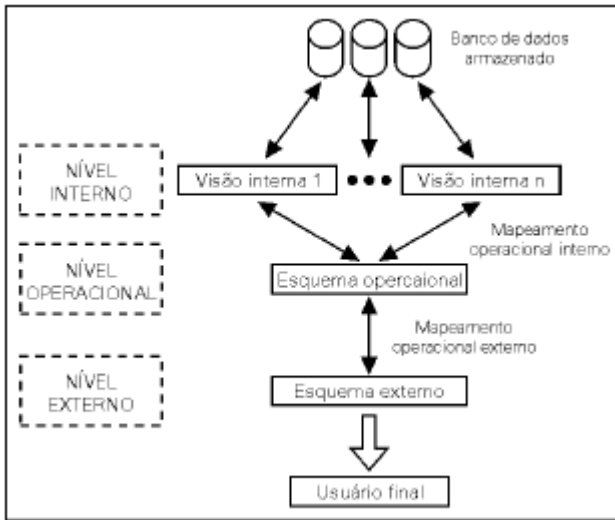 Banco de dados
armazenado
NÍVEL
INTERNO
Visão interna 1
Visão interna n
Mapeamento
operacional interno
NÍVEL
OPERACIONAL
Esquema opercaional
Mapeamento
operacional externo
NÍVEL
EXTERNO
Esquema externo
Usuário final